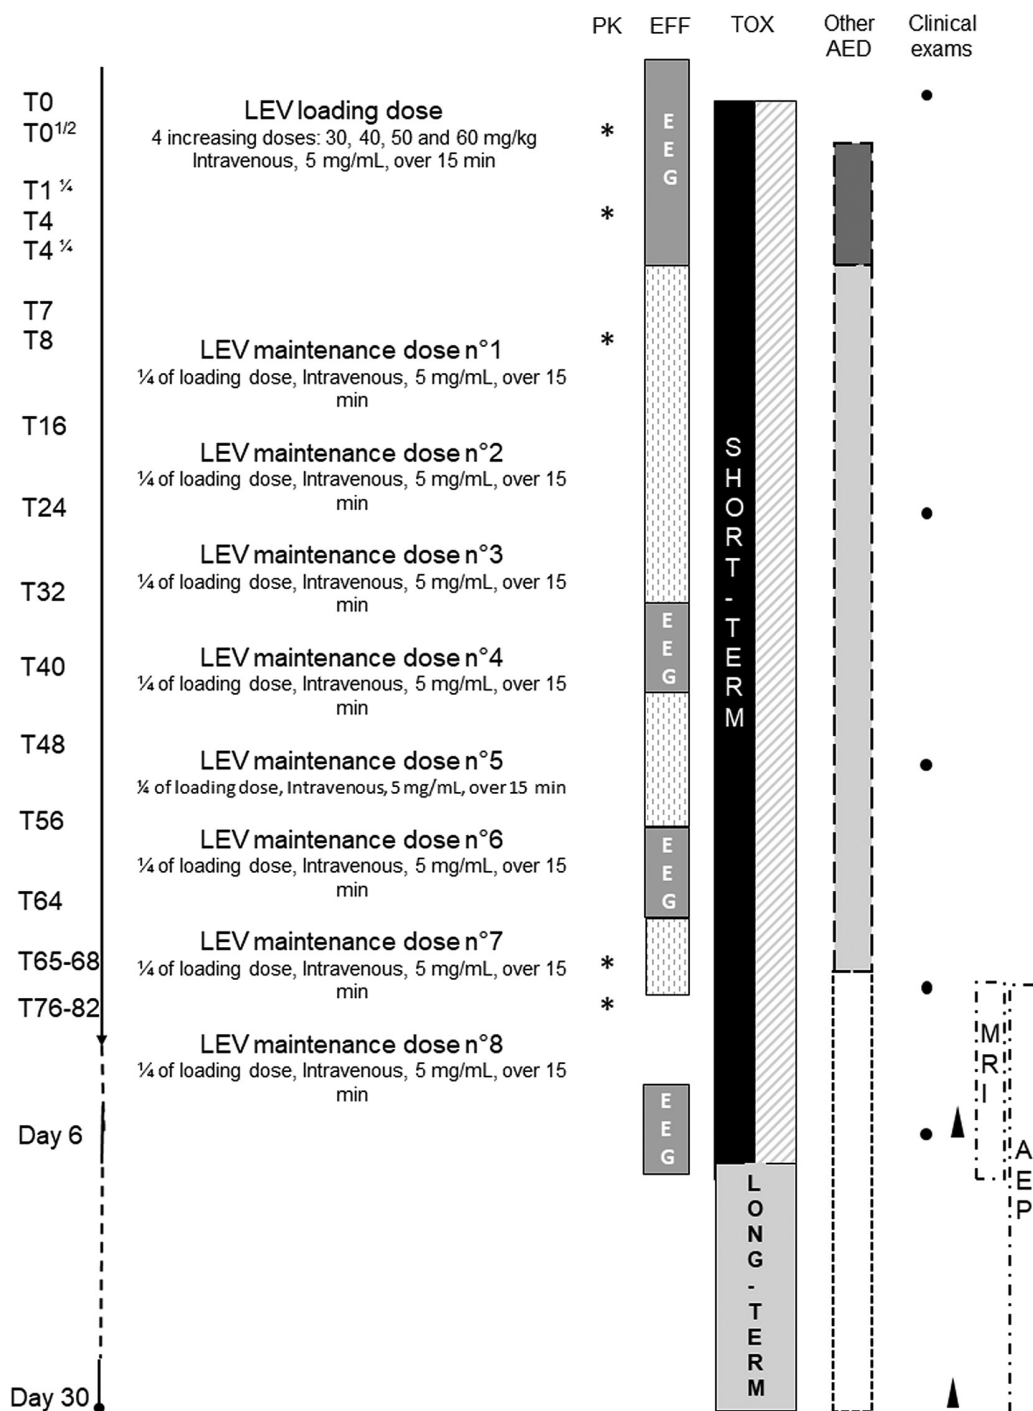 PK EFF TOX Other AED Clinical exams
T0
LEV loading dose
T0 1/2
4 increasing doses: 30, 40, 50 and 60 mg/kg
*
Intravenous, 5 mg/mL, over 15 min
EEG
T1 ¼
T4
*
T4 ¼
T7
T8
*
LEV maintenance dose n°1
¼ of loading dose, Intravenous, 5 mg/mL, over 15
min
T16
LEV maintenance dose n°2
¼ of loading dose, Intravenous, 5 mg/mL, over 15
min
SHORT-TERM
T24
LEV maintenance dose n°3
¼ of loading dose, Intravenous, 5 mg/mL, over 15
min
T32
EEG
LEV maintenance dose n°4
T40
¼ of loading dose, Intravenous, 5 mg/mL, over 15
min
T48
LEV maintenance dose n°5
¼ of loading dose, Intravenous, 5 mg/mL, over 15 min
T56
LEV maintenance dose n°6
¼ of loading dose, Intravenous, 5 mg/mL, over 15
min
EEG
T64
LEV maintenance dose n°7
T65-68
¼ of loading dose, Intravenous, 5 mg/mL, over 15
min
*
T76-82
*
LEV maintenance dose n°8
¼ of loading dose, Intravenous, 5 mg/mL, over 15
min
MRI
EEG
Day 6
AEP
LONG-TERM
Day 30